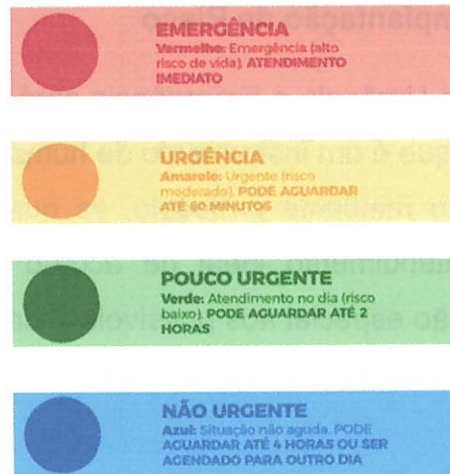 EMERGÊNCIA
Vermelho: Emergência (alto
risco de vida). ATENDIMENTO
IMEDIATO
URGÊNCIA
Amarelo: Urgente (risco
moderado). PODE AGUARDAR
ATÉ 60 MINUTOS
POUCO URGENTE
Verde: Atendimento no dia (risco
baixo). PODE AGUARDAR ATÉ 2
HORAS
NÃO URGENTE
Azul: Situação não aguda. PODE
AGUARDAR ATÉ 4 HORAS OU SER
AGENDADO PARA OUTRO DIA